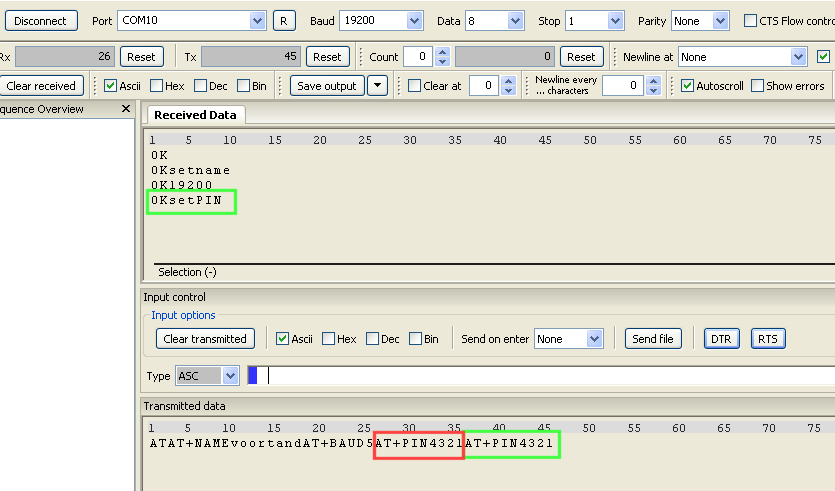 Disconnect Port COM10 R Baud 19200 Data 8 Stop 1 Parity None CTS Flow contro
Rx 26 Reset Tx 45 Reset Count 0 0 Reset Newline at None
Clear received Ascii Hex Dec Bin Save output Clear at 0 Newline every ... characters 0 Autoscroll Show errors
quence Overview X
Received Data
1 5 10 15 20 25 30 35 40 45 50 55 60 65 70 75
OK
OKsetname
OK19200
OKsetPIN
Selection (-)
Input control
Input options
Clear transmitted Ascii Hex Dec Bin Send on enter None Send file DTR RTS
Type ASC
Transmitted data
1 5 10 15 20 25 30 35 40 45 50 55 60 65 70 75
ATAT+NAMEvoortandAT+BAUD5AT+PIN4321AT+PIN4321